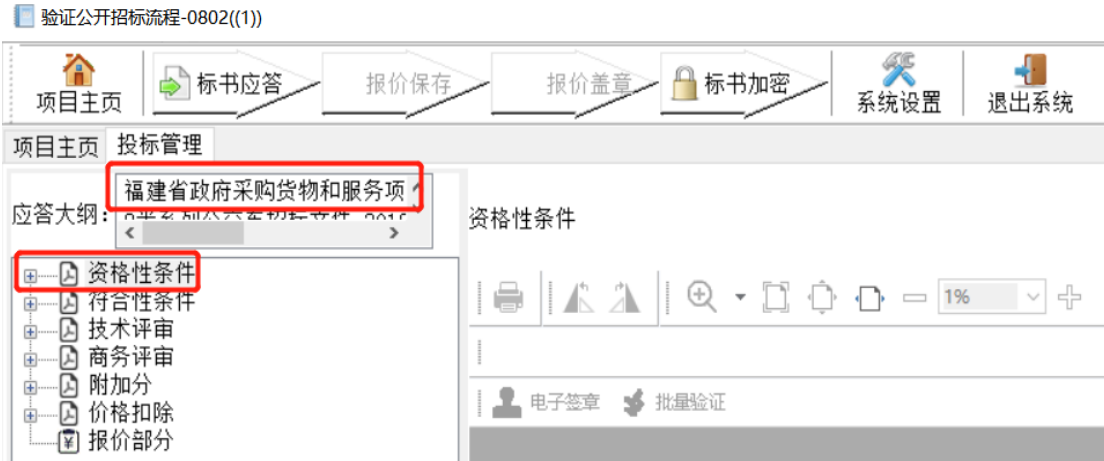 验证公开招标流程-0802((1))
项目主页
标书应答
报价保存
报价盖章
标书加密
系统设置
退出系统
项目主页 投标管理
应答大纲：
福建省政府采购货物和服务项
资格性条件
资格性条件
符合性条件
技术评审
商务评审
附加分
价格扣除
报价部分
1%
电子签章
批量验证